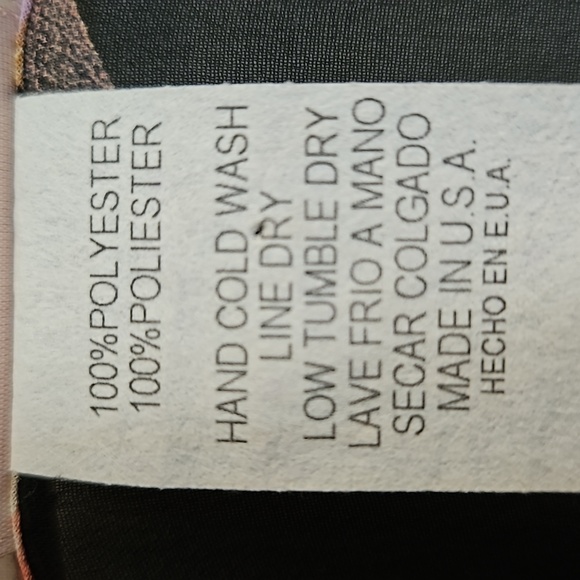 100%POLYESTER
100%POLIESTER
HAND COLD WASH
LINE DRY
LOW TUMBLE DRY
LAVE FRIO A MANO
SECAR COLGADO
MADE IN U.S.A.
HECHO EN E.U.A.